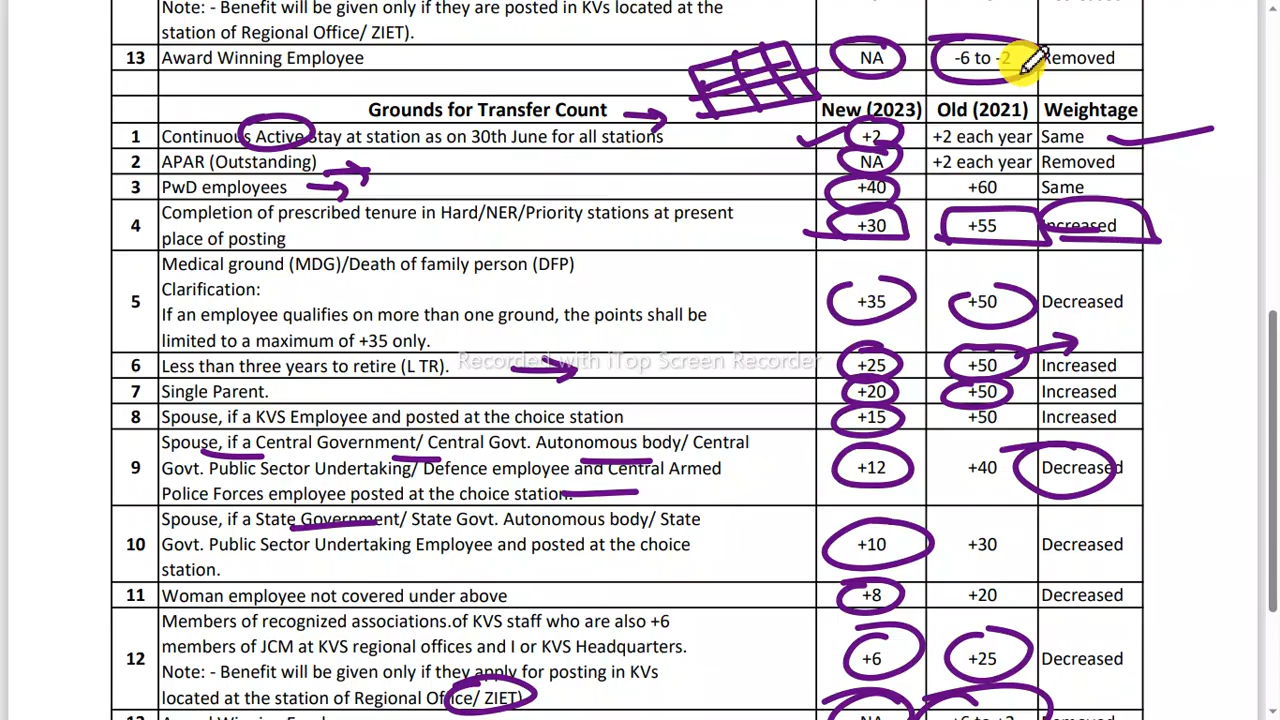 Note: - Benefit will be given only if they are posted in KVs located at the
station of Regional Office/ ZIET).
13 Award Winning Employee NA -6 to -2 Removed
Grounds for Transfer Count New (2023) Old (2021) Weightage
1 Continuous Active stay at station as on 30th June for all stations +2 +2 each year Same
2 APAR (Outstanding) NA +2 each year Removed
3 PwD employees +40 +60 Same
4 Completion of prescribed tenure in Hard/NER/Priority stations at present
place of posting +30 +55 Increased
5 Medical ground (MDG)/Death of family person (DFP)
Clarification:
If an employee qualifies on more than one ground, the points shall be
limited to a maximum of +35 only. +35 +50 Decreased
Recorded with iTop Screen Recorder
6 Less than three years to retire (L TR). +25 +50 Increased
7 Single Parent. +20 +50 Increased
8 Spouse, if a KVS Employee and posted at the choice station +15 +50 Increased
9 Spouse, if a Central Government/ Central Govt. Autonomous body/ Central
Govt. Public Sector Undertaking/ Defence employee and Central Armed
Police Forces employee posted at the choice station. +12 +40 Decreased
10 Spouse, if a State Government/ State Govt. Autonomous body/ State
Govt. Public Sector Undertaking Employee and posted at the choice
station. +10 +30 Decreased
11 Woman employee not covered under above +8 +20 Decreased
12 Members of recognized associations.of KVS staff who are also +6
members of JCM at KVS regional offices and I or KVS Headquarters.
Note: - Benefit will be given only if they apply for posting in KVs
located at the station of Regional Office/ ZIET). +6 +25 Decreased